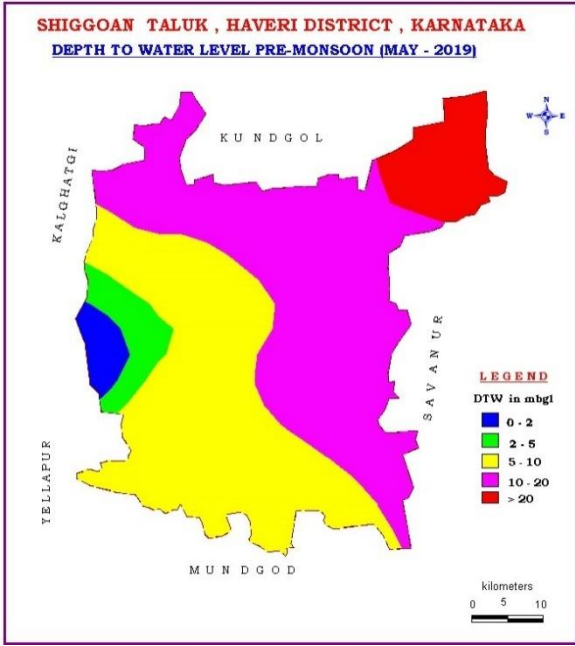 SHIGGOAN TALUK , HAVERI DISTRICT , KARNATAKA
DEPTH TO WATER LEVEL PRE-MONSOON (MAY - 2019)
N
W E
S
KUNDGOL
KALGHATGI
SAVANUR
YELLAPUR
MUNDGOD
LEGEND
DTW in mbgl
0 - 2
2 - 5
5 - 10
10 - 20
> 20
kilometers
0 5 10